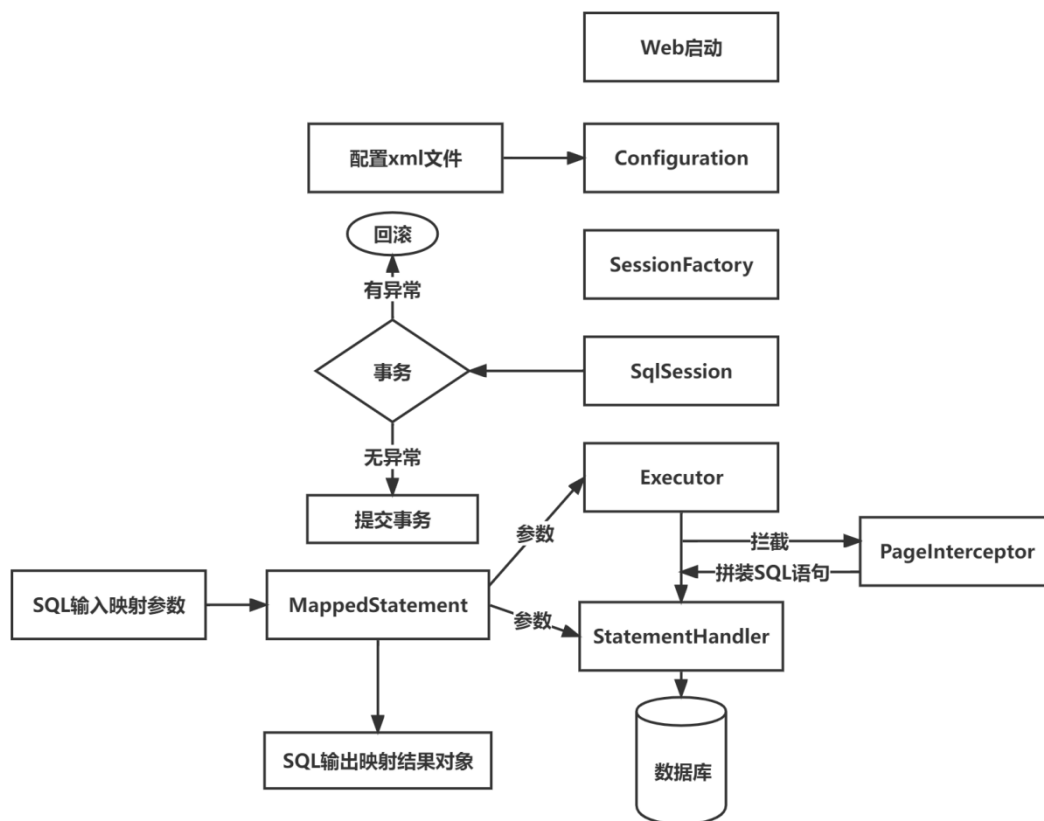 Web启动
配置xml文件
Configuration
回滚
SessionFactory
有异常
事务
SqlSession
无异常
Executor
提交事务
参数
拦截
PageInterceptor
拼装SQL语句
SQL输入映射参数
MappedStatement
参数
StatementHandler
SQL输出映射结果对象
数据库